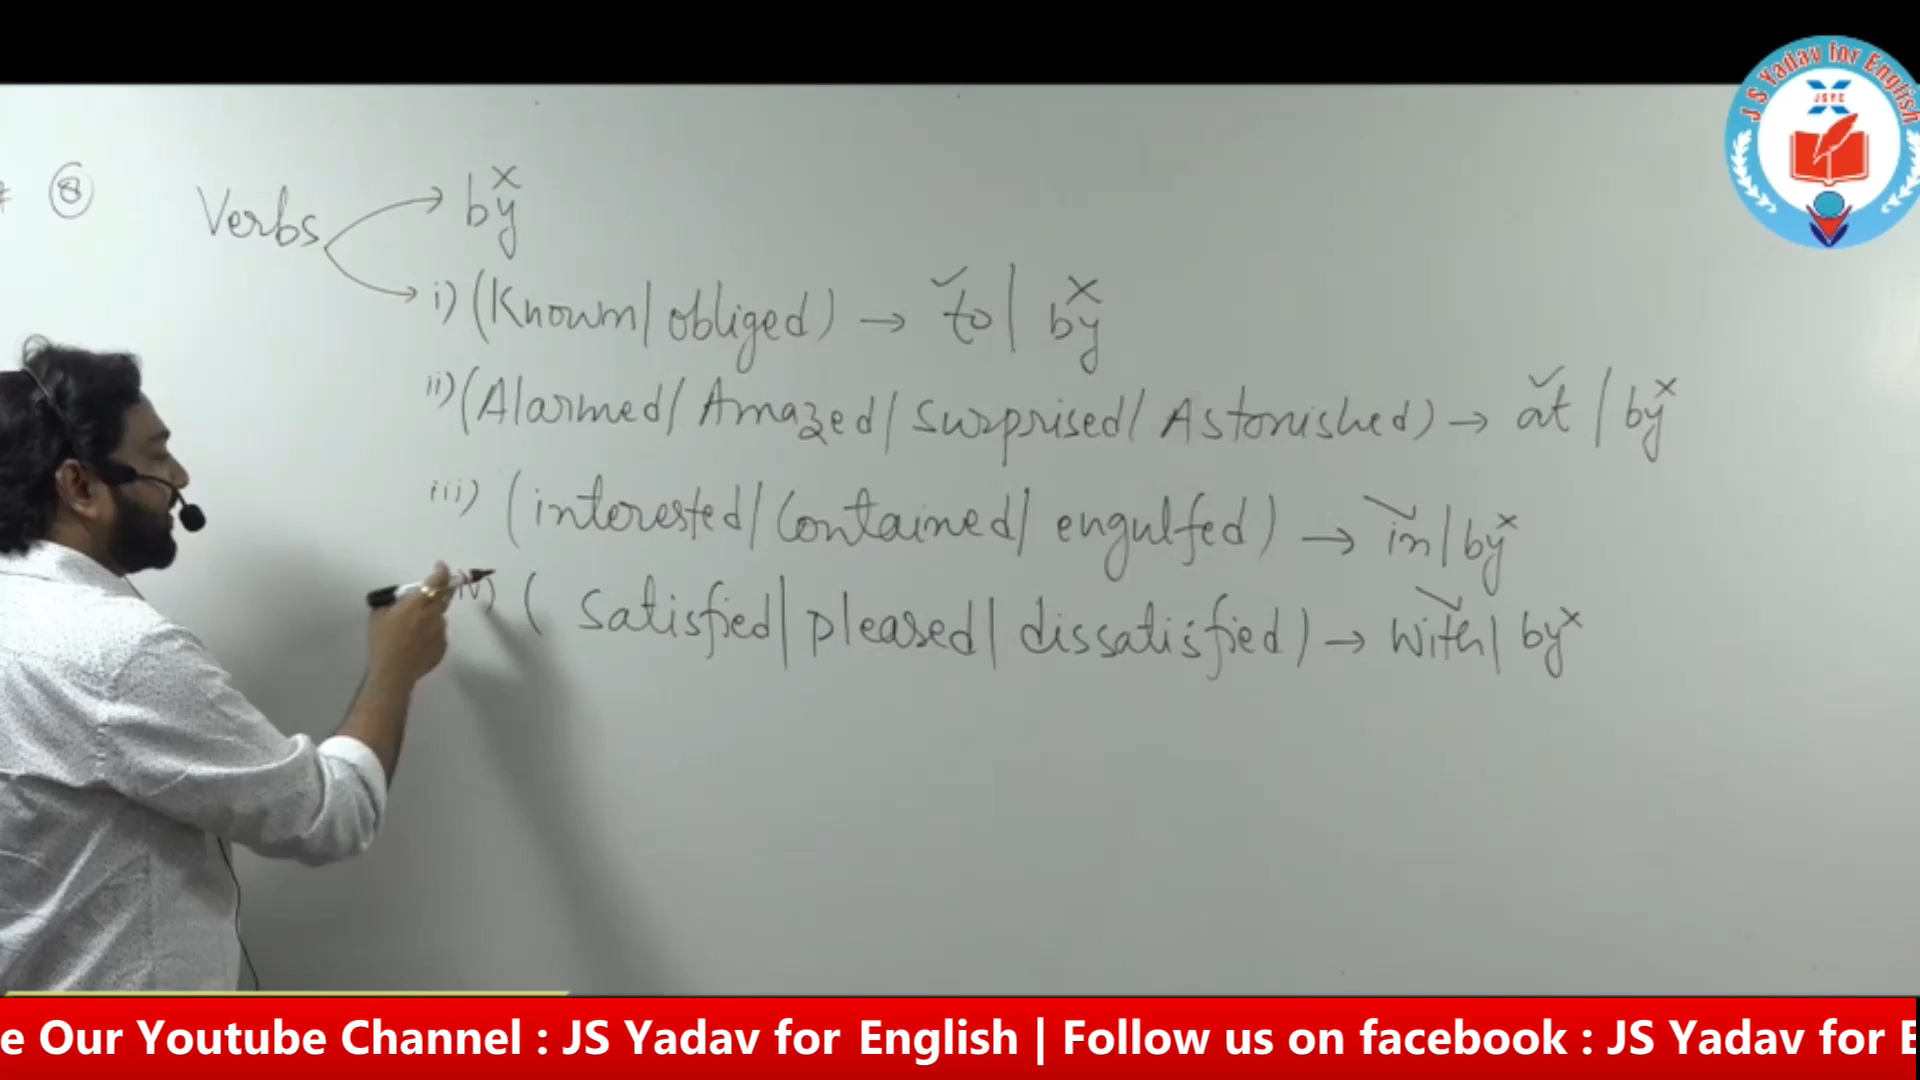 J S Yadav for English
JSYE
8 Verbs by x
i) (Known/obliged) → to ✓ | by x
ii) (Alarmed/Amazed/Surprised/Astonished) → at ✓ | by x
iii) (interested/Contained/engulfed) → in ✓ | by x
iv) (Satisfied/pleased/dissatisfied) → with ✓ | by x
e Our Youtube Channel : JS Yadav for English | Follow us on facebook : JS Yadav for E